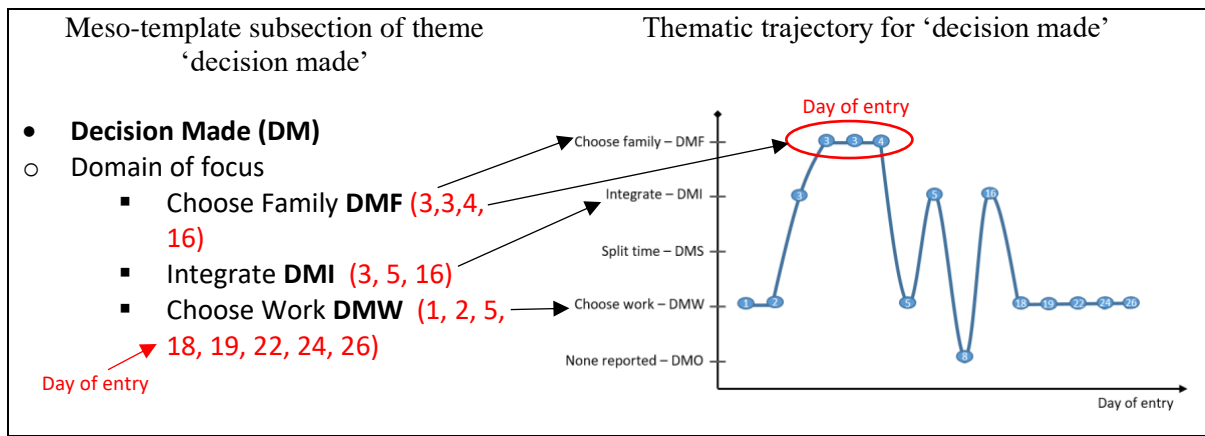 Meso-template subsection of theme
‘decision made’
• Decision Made (DM)
o Domain of focus
▪ Choose Family DMF (3,3,4,
16)
▪ Integrate DMI (3, 5, 16)
▪ Choose Work DMW (1, 2, 5,
18, 19, 22, 24, 26)
Day of entry
Thematic trajectory for ‘decision made’
Day of entry
Choose family – DMF
Integrate – DMI
Split time – DMS
Choose work – DMW
None reported – DMO
1
2
3
3
3
4
5
5
8
16
18
19
22
24
26
Day of entry